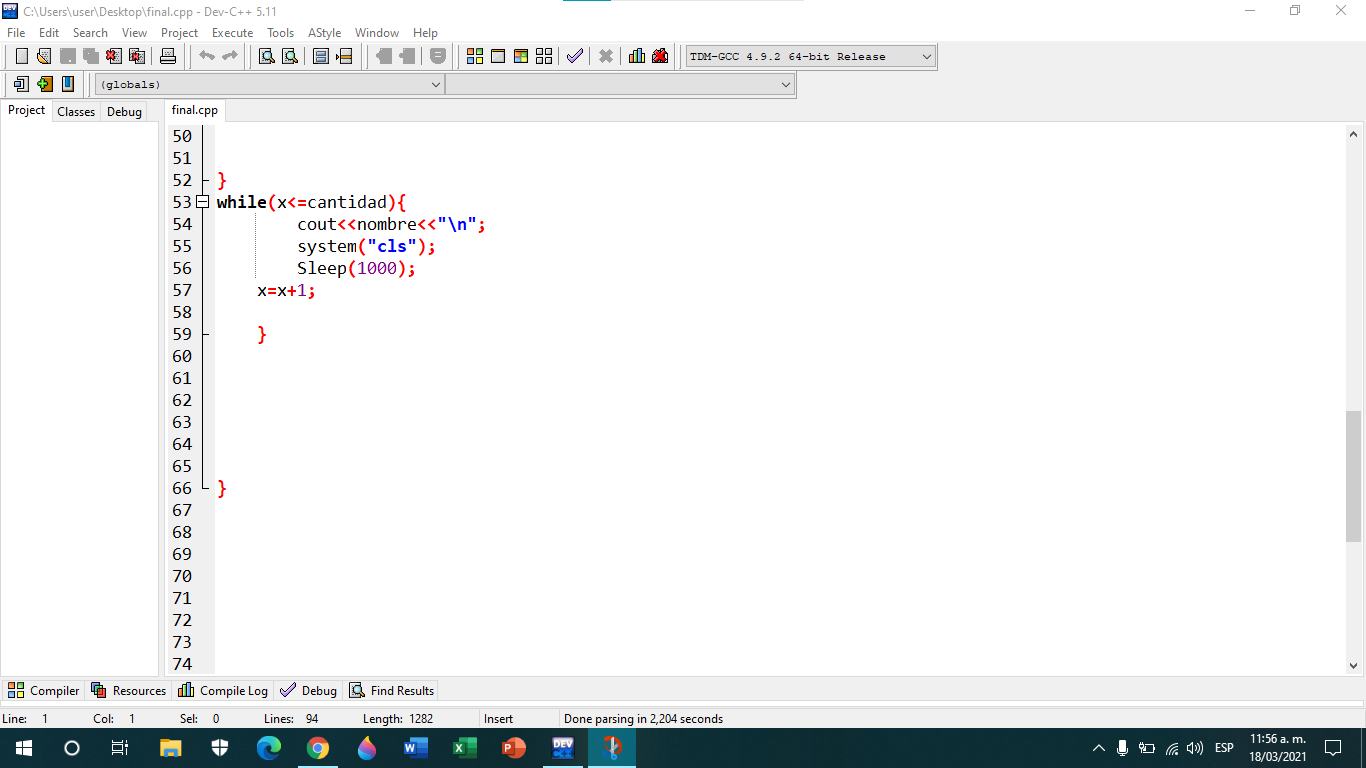 C:\Users\user\Desktop\final.cpp - Dev-C++ 5.11
File Edit Search View Project Execute Tools AStyle Window Help
TDM-GCC 4.9.2 64-bit Release
(globals)
Project Classes Debug final.cpp
50
51
52 }
53 while(x<=cantidad){
54 cout<<nombre<<"\n";
55 system("cls");
56 Sleep(1000);
57 x=x+1;
58
59 }
60
61
62
63
64
65
66 }
67
68
69
70
71
72
73
74
Compiler Resources Compile Log Debug Find Results
Line: 1 Col: 1 Sel: 0 Lines: 94 Length: 1282 Insert Done parsing in 2,204 seconds
ESP 11:56 a. m.
18/03/2021